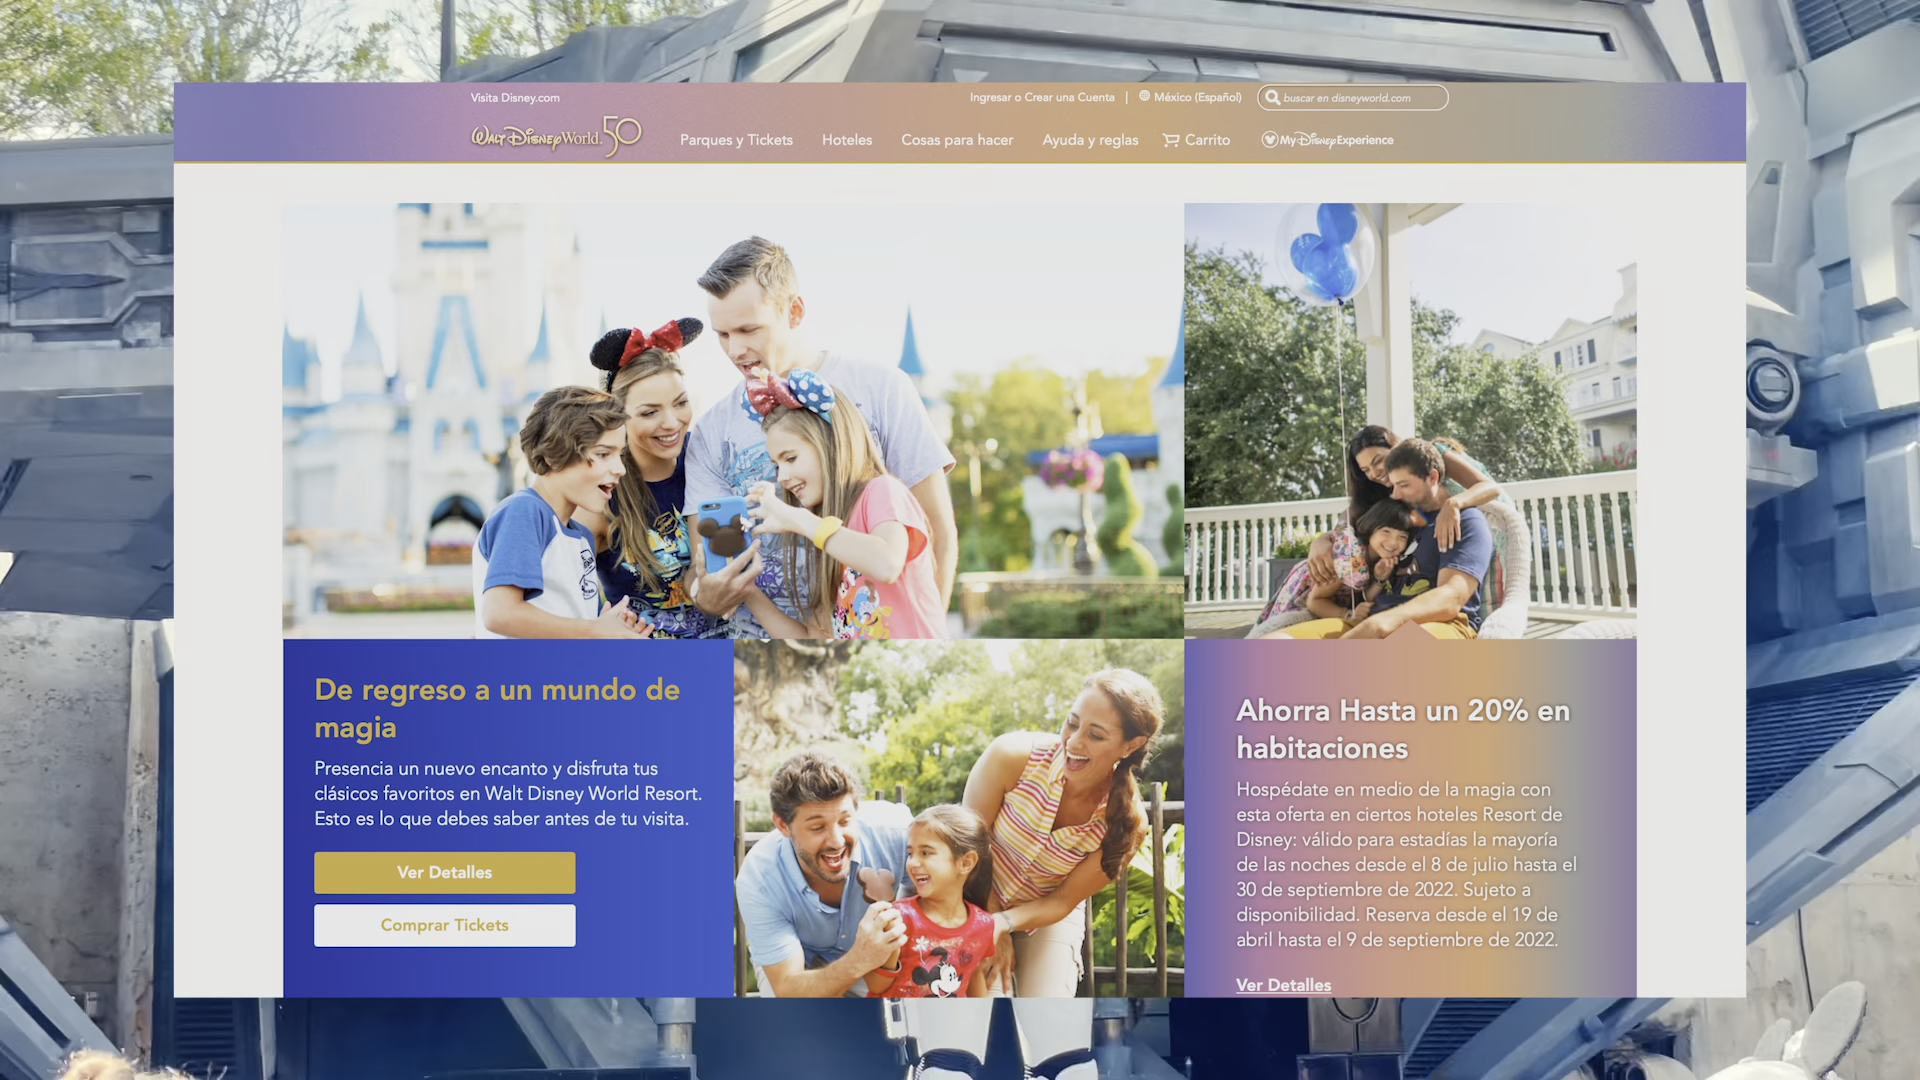 Visita Disney.com
Ingresar o Crear una Cuenta | México (Español)
buscar en disneyworld.com
Walt Disney World. 50
Parques y Tickets
Hoteles
Cosas para hacer
Ayuda y reglas
Carrito
My Disney Experience
De regreso a un mundo de
magia
Presencia un nuevo encanto y disfruta tus
clásicos favoritos en Walt Disney World Resort.
Esto es lo que debes saber antes de tu visita.
Ver Detalles
Comprar Tickets
Ahorra Hasta un 20% en
habitaciones
Hospédate en medio de la magia con
esta oferta en ciertos hoteles Resort de
Disney: válido para estadías la mayoría
de las noches desde el 8 de julio hasta el
30 de septiembre de 2022. Sujeto a
disponibilidad. Reserva desde el 19 de
abril hasta el 9 de septiembre de 2022.
Ver Detalles